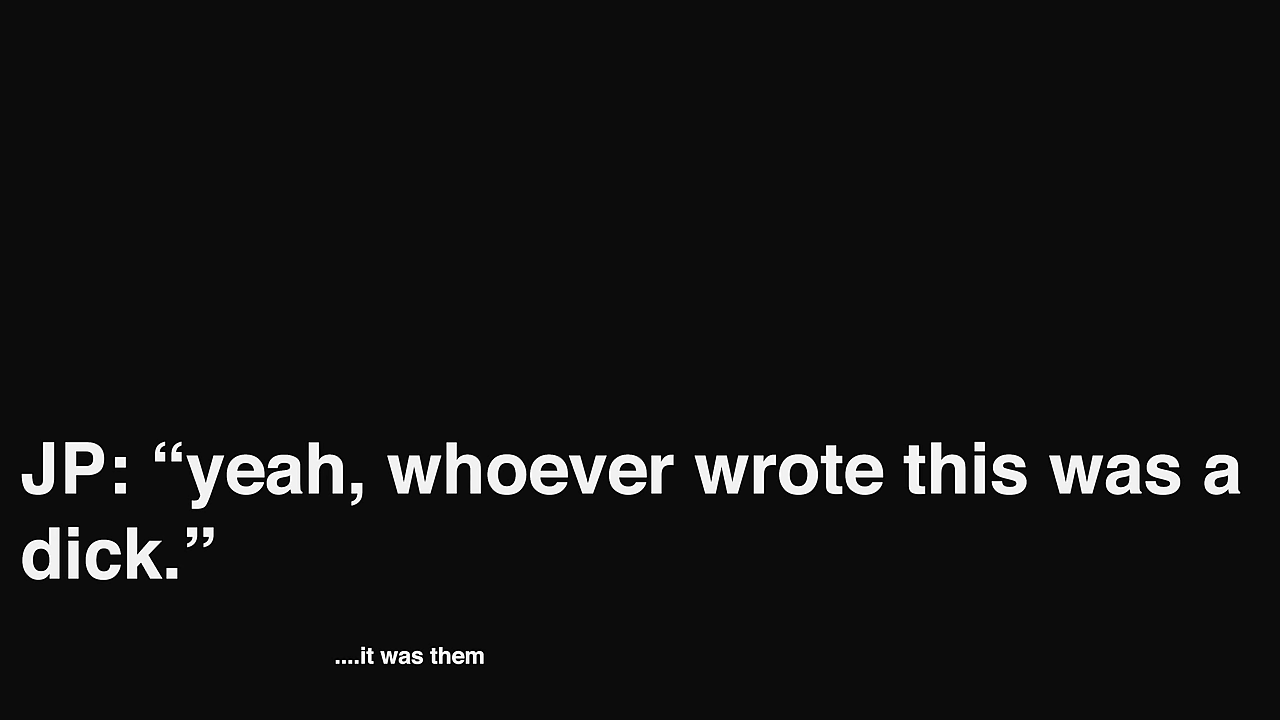 JP: “yeah, whoever wrote this was a
dick.”
....it was them